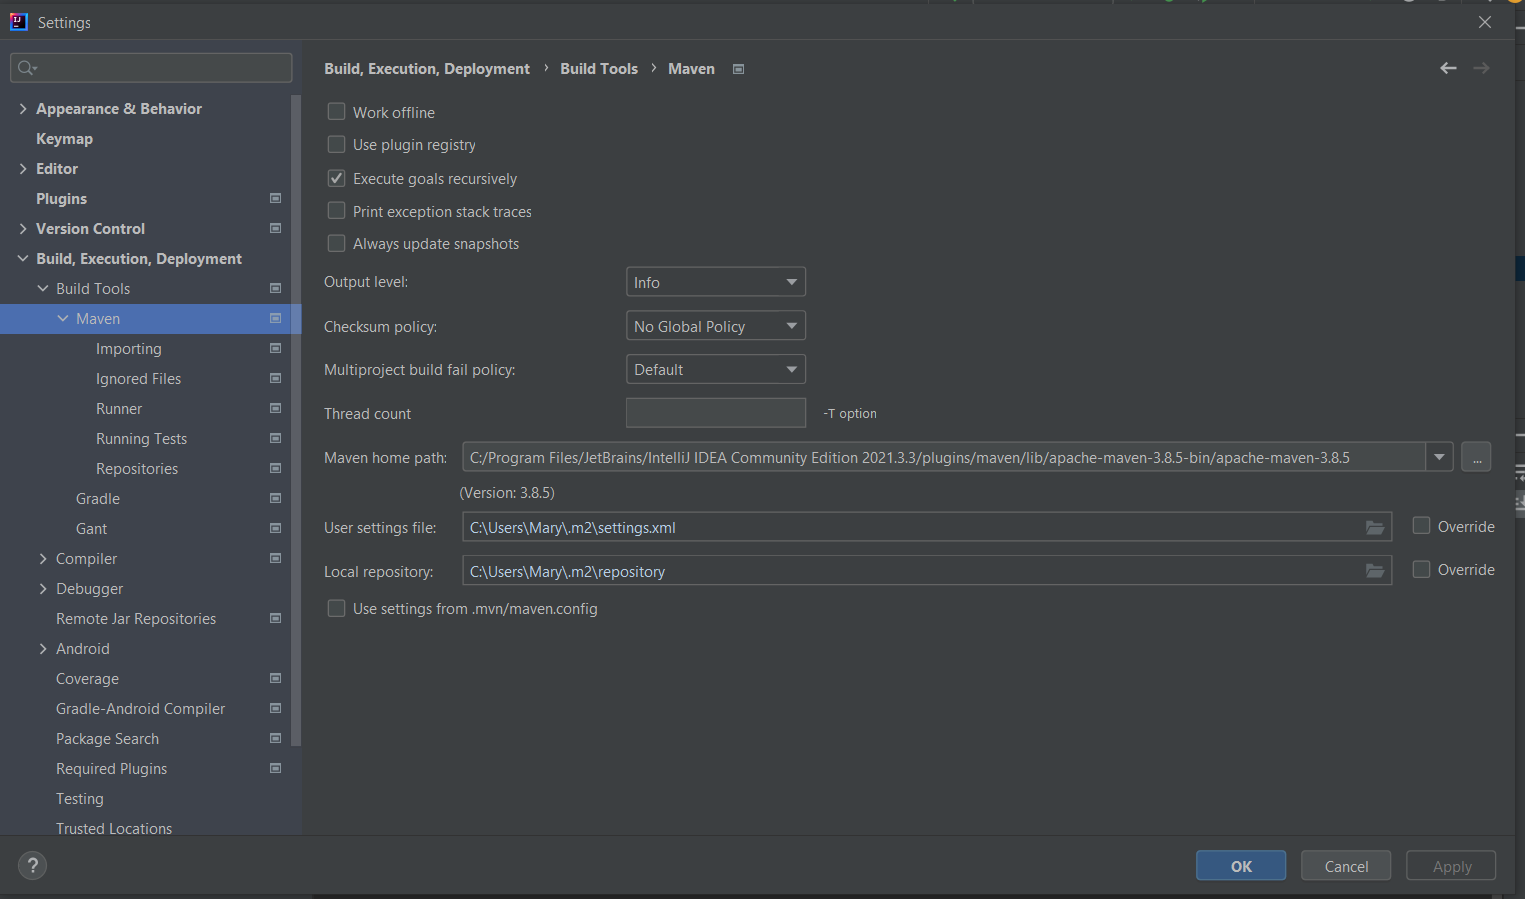 Settings
Build, Execution, Deployment › Build Tools › Maven
Appearance & Behavior
Keymap
Editor
Plugins
Version Control
Build, Execution, Deployment
Build Tools
Maven
Importing
Ignored Files
Runner
Running Tests
Repositories
Gradle
Gant
Compiler
Debugger
Remote Jar Repositories
Android
Coverage
Gradle-Android Compiler
Package Search
Required Plugins
Testing
Trusted Locations
Work offline
Use plugin registry
Execute goals recursively
Print exception stack traces
Always update snapshots
Output level: Info
Checksum policy: No Global Policy
Multiproject build fail policy: Default
Thread count -T option
Maven home path: C:/Program Files/JetBrains/IntelliJ IDEA Community Edition 2021.3.3/plugins/maven/lib/apache-maven-3.8.5-bin/apache-maven-3.8.5 ...
(Version: 3.8.5)
User settings file: C:\Users\Mary\.m2\settings.xml Override
Local repository: C:\Users\Mary\.m2\repository Override
Use settings from .mvn/maven.config
? OK Cancel Apply